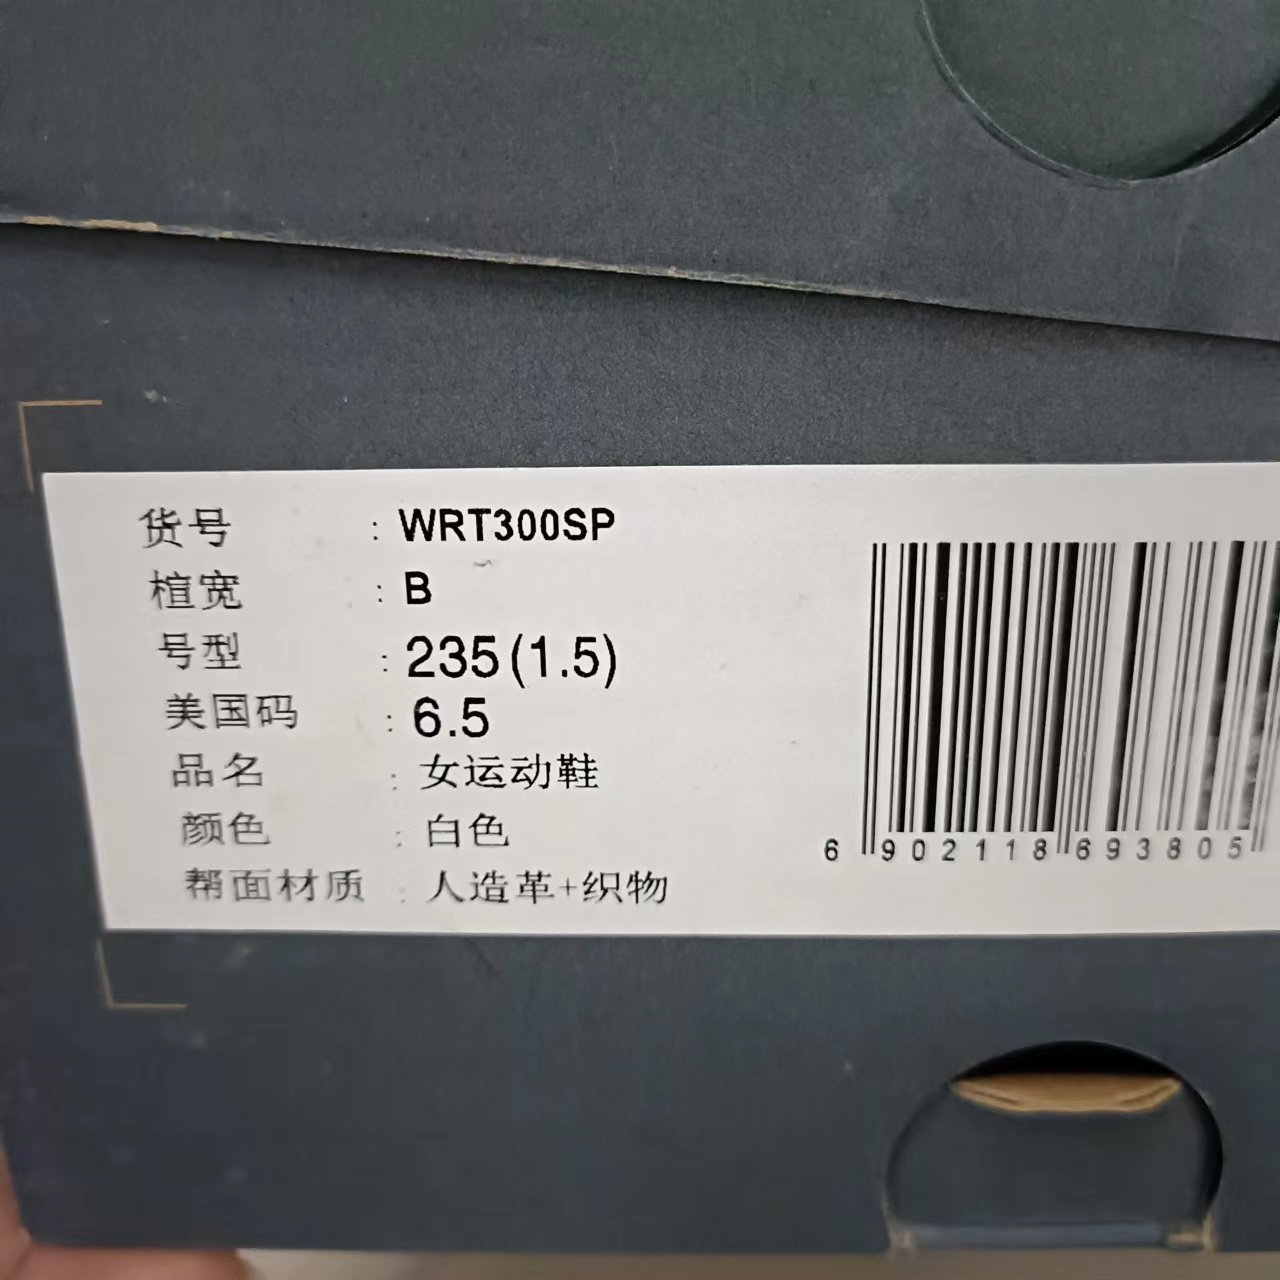 货号 : WRT300SP
楦宽 : B
号型 : 235(1.5)
美国码 : 6.5
品名 : 女运动鞋
颜色 : 白色
帮面材质 : 人造革+织物
6 902118 693805